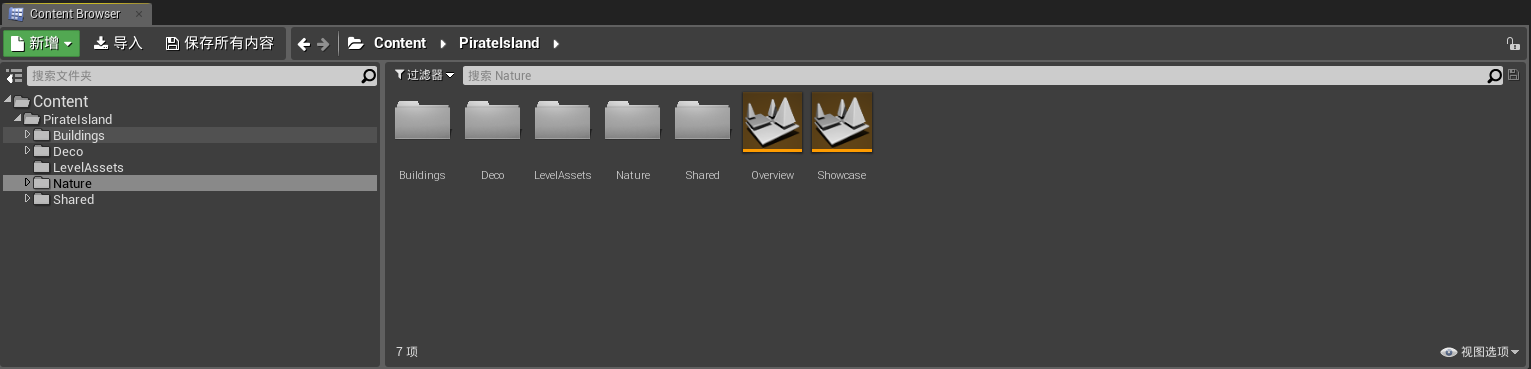 Content Browser
新增 导入 保存所有内容 Content PirateIsland
搜索文件夹
Content
PirateIsland
Buildings
Deco
LevelAssets
Nature
Shared
过滤器 搜索 Nature
Buildings Deco LevelAssets Nature Shared Overview Showcase
7 项 视图选项